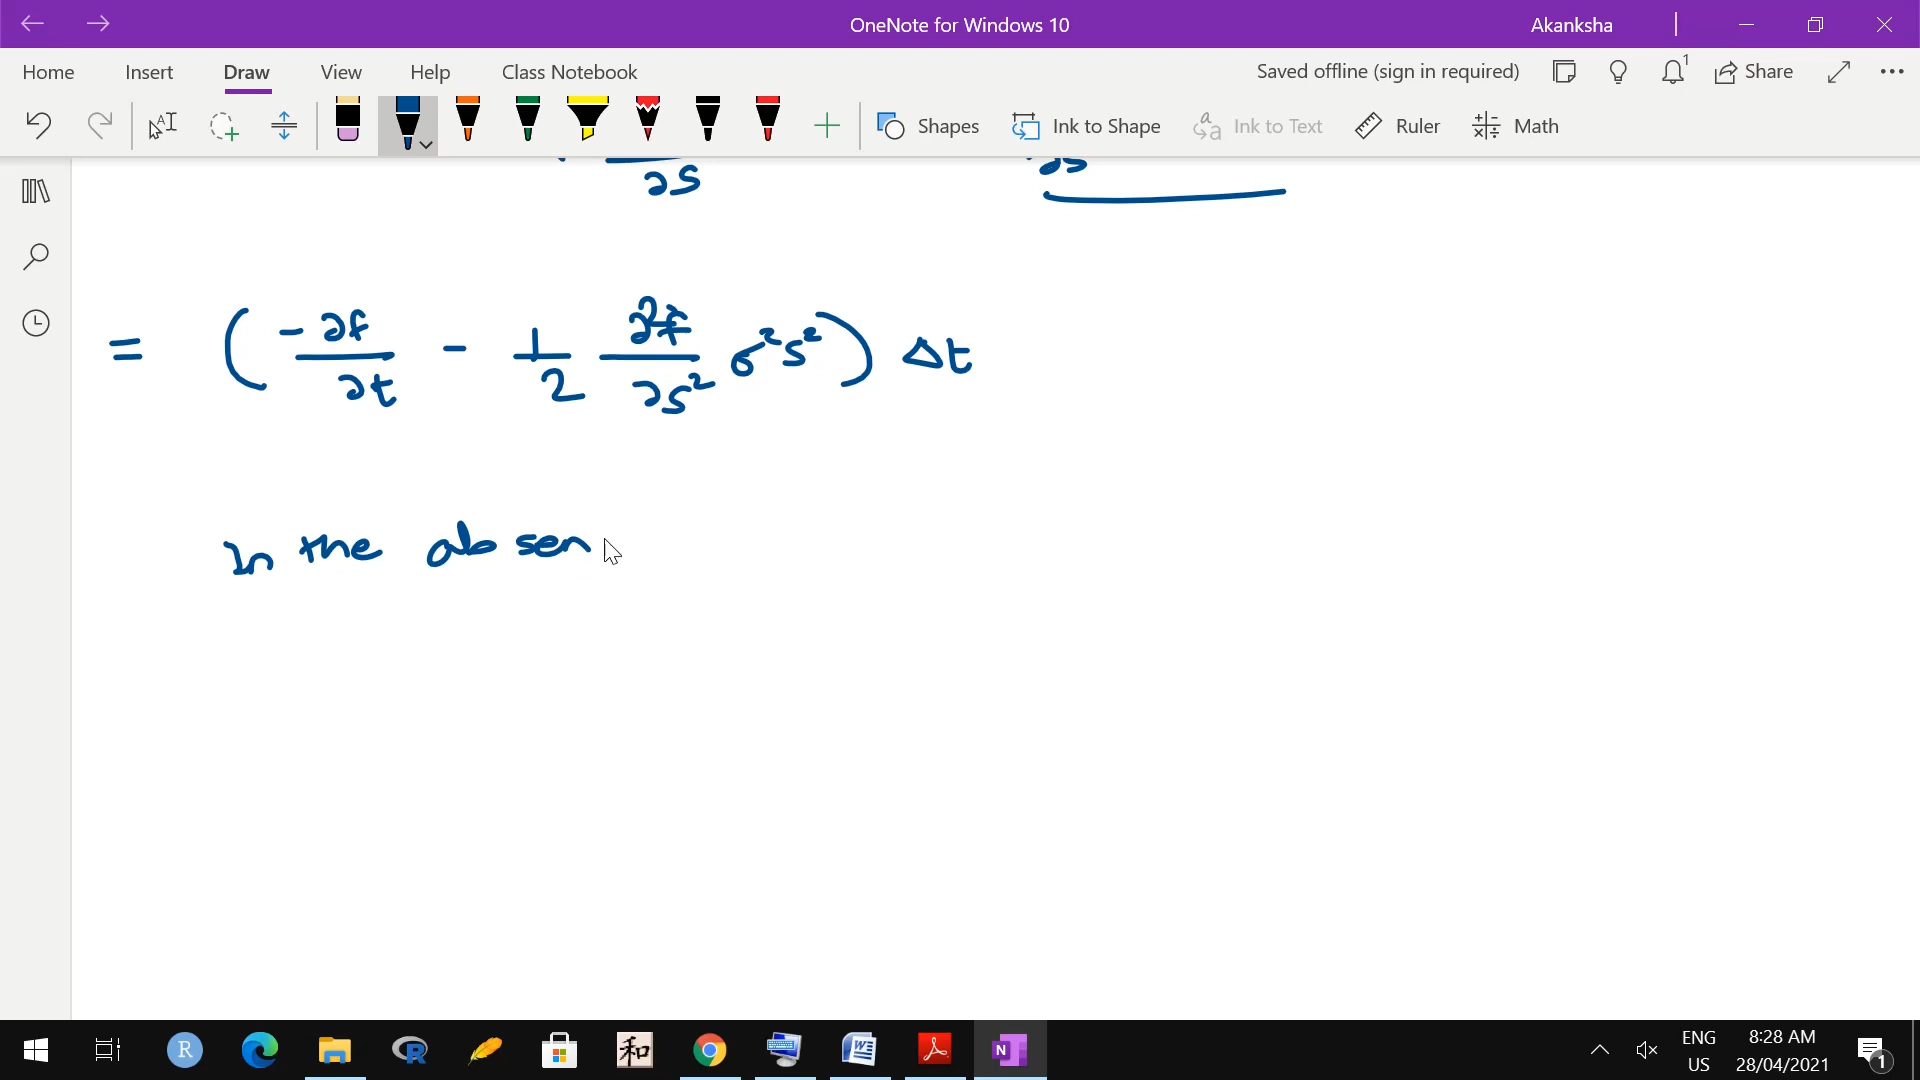 OneNote for Windows 10
Akanksha
Home Insert Draw View Help Class Notebook
Saved offline (sign in required) 1 Share
Shapes Ink to Shape Ink to Text Ruler Math
∂S ∂S
= (-∂f/∂t - 1/2 ∂²f/∂s² σ²s²) Δt
In the absen
ENG 8:28 AM
US 28/04/2021 1